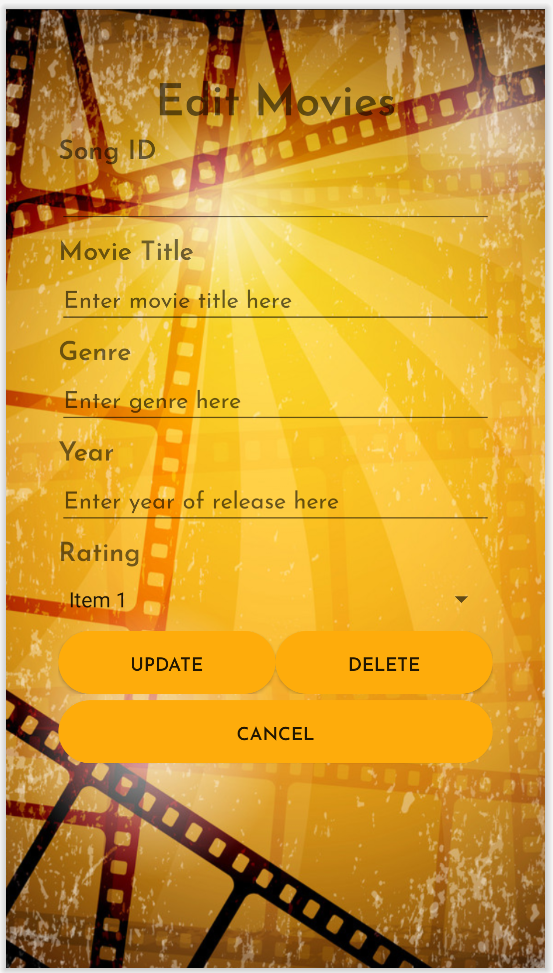 Edit Movies
Song ID
Movie Title
Enter movie title here
Genre
Enter genre here
Year
Enter year of release here
Rating
Item 1
UPDATE DELETE
CANCEL